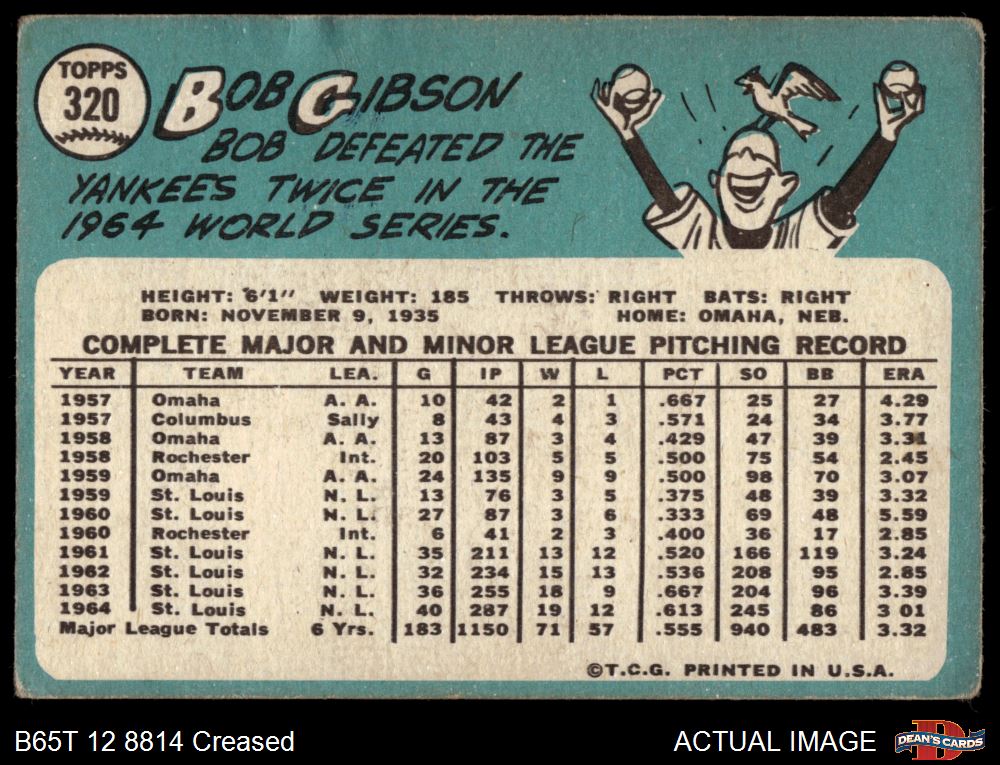 TOPPS
320
BOB GIBSON
BOB DEFEATED THE
YANKEES TWICE IN THE
1964 WORLD SERIES.
HEIGHT: 6'1" WEIGHT: 185 THROWS: RIGHT BATS: RIGHT
BORN: NOVEMBER 9, 1935 HOME: OMAHA, NEB.
COMPLETE MAJOR AND MINOR LEAGUE PITCHING RECORD
YEAR TEAM LEA. G IP W L PCT SO BB ERA
1957 Omaha A. A. 10 42 2 1 .667 25 27 4.29
1957 Columbus Sally 8 43 4 3 .571 24 34 3.77
1958 Omaha A. A. 13 87 3 4 .429 47 39 3.31
1958 Rochester Int. 20 103 5 5 .500 75 54 2.45
1959 Omaha A. A. 24 135 9 9 .500 98 70 3.07
1959 St. Louis N. L. 13 76 3 5 .375 48 39 3.32
1960 St. Louis N. L. 27 87 3 6 .333 69 48 5.59
1960 Rochester Int. 6 41 2 3 .400 36 17 2.85
1961 St. Louis N. L. 35 211 13 12 .520 166 119 3.24
1962 St. Louis N. L. 32 234 15 13 .536 208 95 2.85
1963 St. Louis N. L. 36 255 18 9 .667 204 96 3.39
1964 St. Louis N. L. 40 287 19 12 .613 245 86 3 01
Major League Totals 6 Yrs. 183 1150 71 57 .555 940 483 3.32
©T.C.G. PRINTED IN U.S.A.
B65T 12 8814 Creased ACTUAL IMAGE DEAN'S CARDS